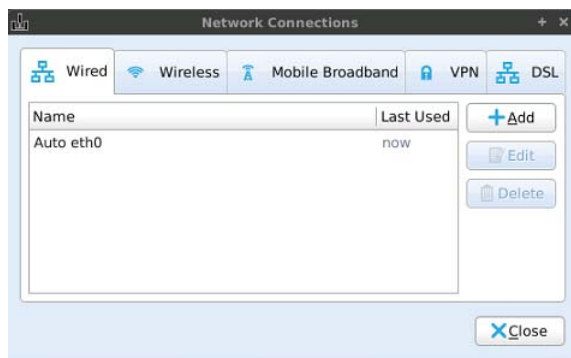 Network Connections
Wired Wireless Mobile Broadband VPN DSL
Name Last Used
Auto eth0 now
Add
Edit
Delete
Close